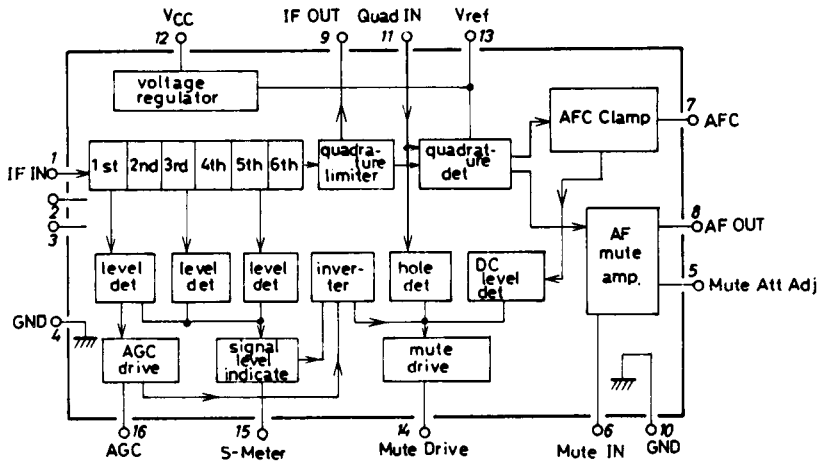 VCC
12
IF OUT
9
Quad IN
11
Vref
13
voltage
regulator
AFC Clamp
7
AFC
1
IF IN
1st
2nd
3rd
4th
5th
6th
quadra-
ture
limiter
quadrat-
ure
det
2
3
AF
mute
amp.
8
AF OUT
5
Mute Att Adj
level
det
level
det
level
det
inver-
ter
hole
det
DC
level
det
GND
4
AGC
drive
signal
level
indicate
mute
drive
16
AGC
15
S-Meter
14
Mute Drive
6
Mute IN
10
GND